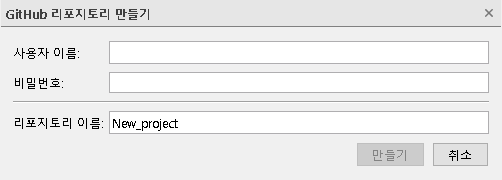 GitHub 리포지토리 만들기
사용자 이름:
비밀번호:
리포지토리 이름: New_project
만들기 취소